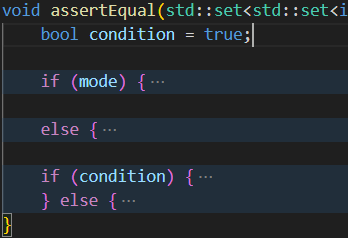 void assertEqual(std::set<std::set<i
bool condition = true;
if (mode) { ···
else { ···
if (condition) { ···
} else { ···
}